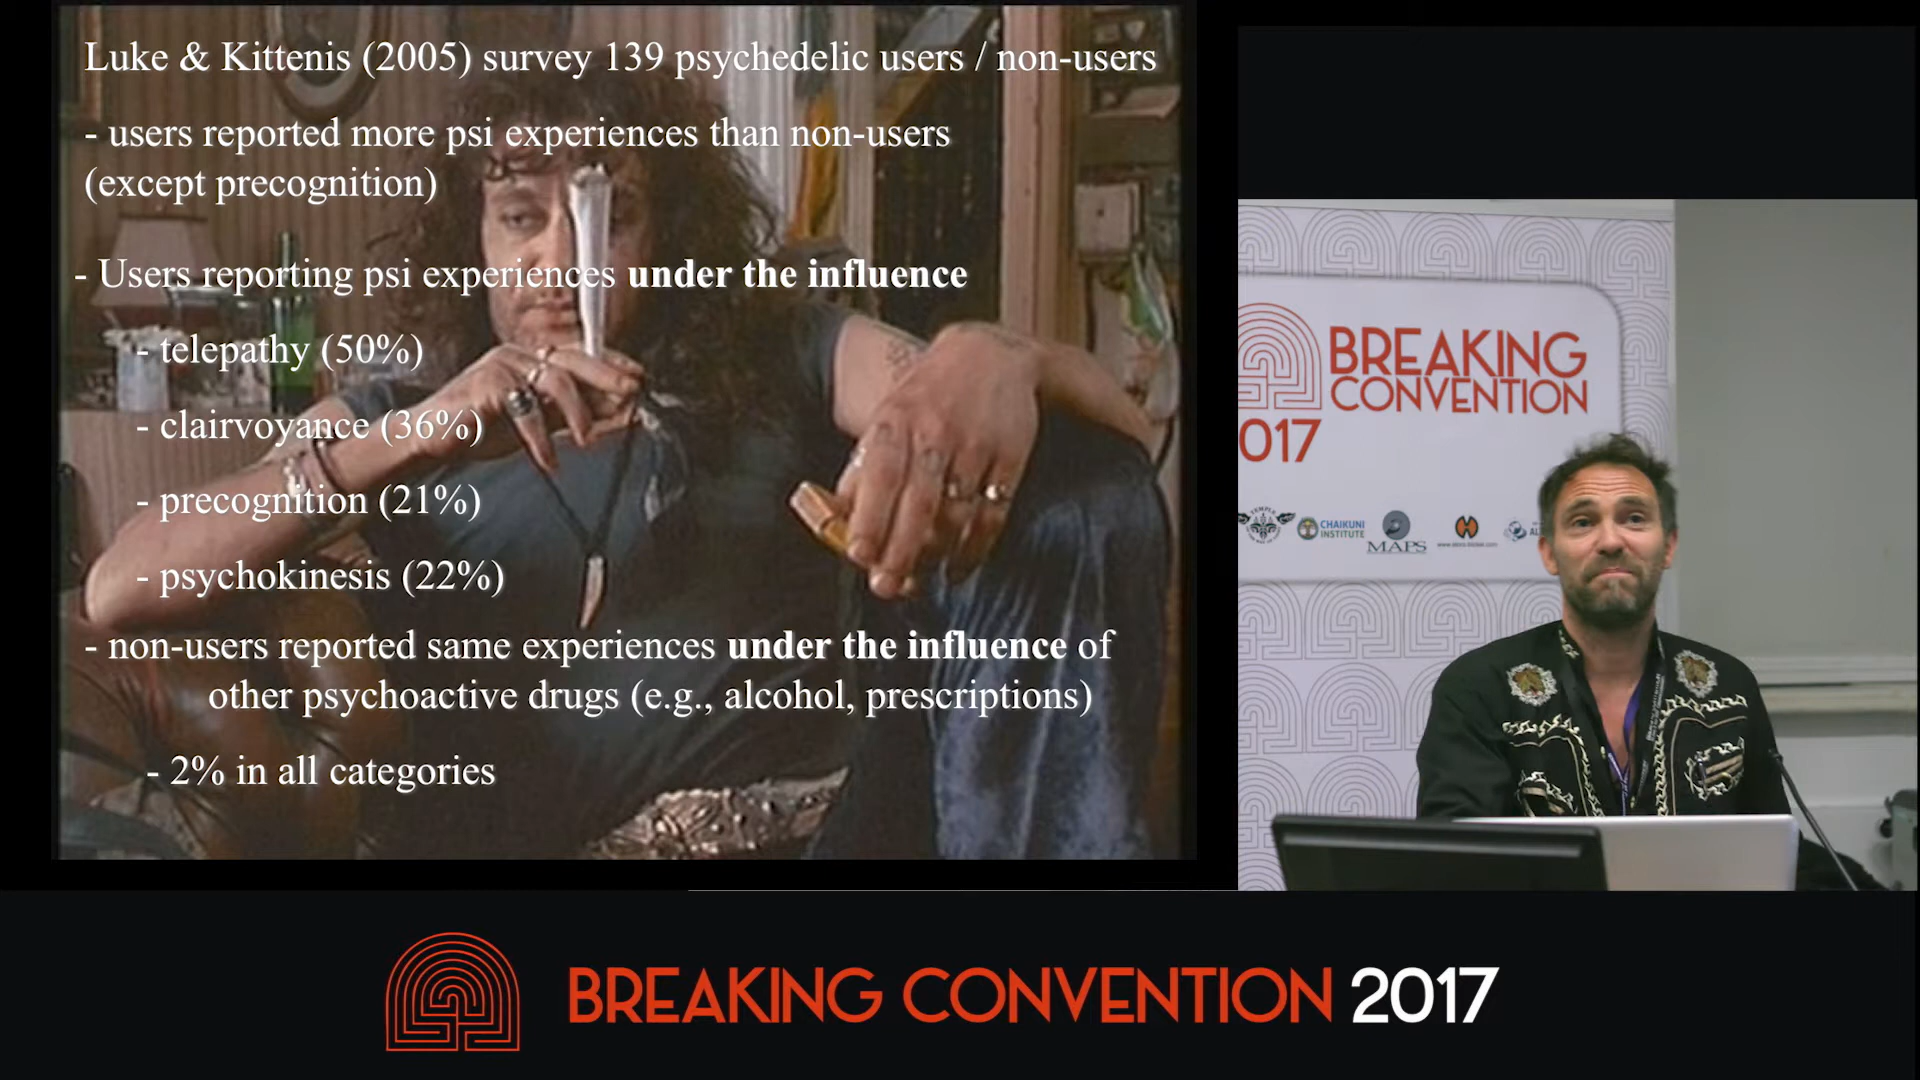 Luke & Kittenis (2005) survey 139 psychedelic users / non-users
- users reported more psi experiences than non-users
(except precognition)
- Users reporting psi experiences under the influence
- telepathy (50%)
- clairvoyance (36%)
- precognition (21%)
- psychokinesis (22%)
- non-users reported same experiences under the influence of
other psychoactive drugs (e.g., alcohol, prescriptions)
- 2% in all categories
BREAKING
CONVENTION
017
CHAIKUNI
INSTITUTE
MAPS
BREAKING CONVENTION 2017